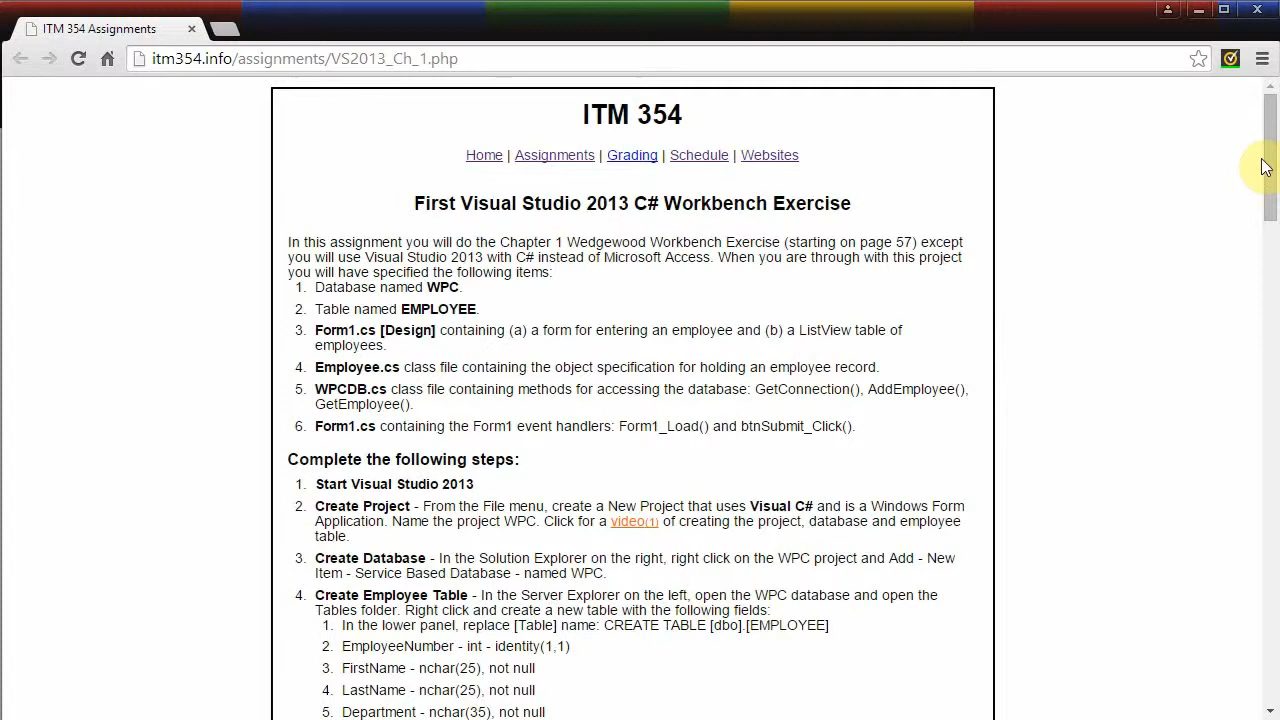 ITM 354 Assignments
itm354.info/assignments/VS2013_Ch_1.php
ITM 354
Home | Assignments | Grading | Schedule | Websites
First Visual Studio 2013 C# Workbench Exercise
In this assignment you will do the Chapter 1 Wedgewood Workbench Exercise (starting on page 57) except
you will use Visual Studio 2013 with C# instead of Microsoft Access. When you are through with this project
you will have specified the following items:
1. Database named WPC.
2. Table named EMPLOYEE.
3. Form1.cs [Design] containing (a) a form for entering an employee and (b) a ListView table of
employees.
4. Employee.cs class file containing the object specification for holding an employee record.
5. WPCDB.cs class file containing methods for accessing the database: GetConnection(), AddEmployee(),
GetEmployee().
6. Form1.cs containing the Form1 event handlers: Form1_Load() and btnSubmit_Click().
Complete the following steps:
1. Start Visual Studio 2013
2. Create Project - From the File menu, create a New Project that uses Visual C# and is a Windows Form
Application. Name the project WPC. Click for a video(1) of creating the project, database and employee
table.
3. Create Database - In the Solution Explorer on the right, right click on the WPC project and Add - New
Item - Service Based Database - named WPC.
4. Create Employee Table - In the Server Explorer on the left, open the WPC database and open the
Tables folder. Right click and create a new table with the following fields:
1. In the lower panel, replace [Table] name: CREATE TABLE [dbo].[EMPLOYEE]
2. EmployeeNumber - int - identity(1,1)
3. FirstName - nchar(25), not null
4. LastName - nchar(25), not null
5. Department - nchar(35), not null